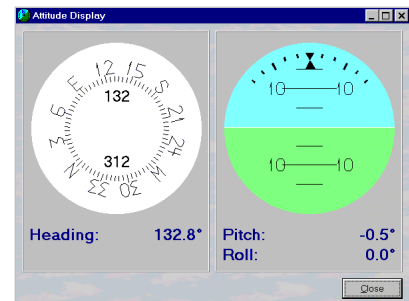 Attitude Display
12 15
E S
6 21
132
3 24
312
N W
33 30
10 10
10 10
Heading: 132.8°
Pitch: -0.5°
Roll: 0.0°
Close